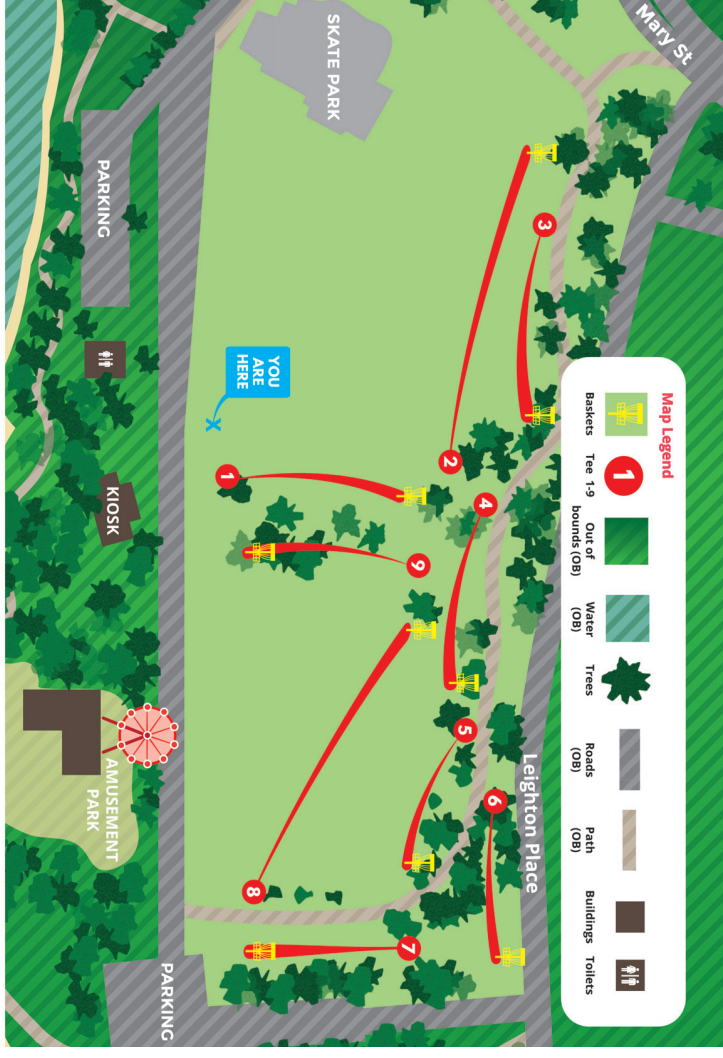 Mary St
SKATE PARK
PARKING
3
YOU
ARE
HERE
X
1
2
4
KIOSK
9
5
6
Leighton Place
AMUSEMENT
PARK
8
7
PARKING
Map Legend
Baskets
1
Tee 1-9
Out of
bounds (OB)
Water
(OB)
Trees
Roads
(OB)
Path
(OB)
Buildings
Toilets